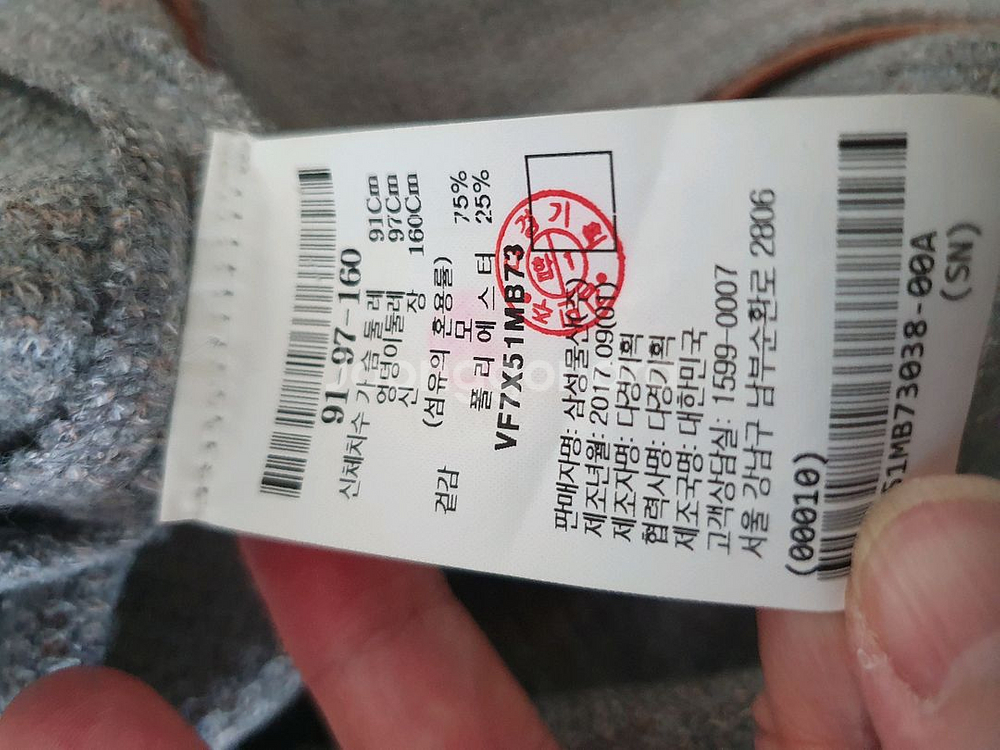 91-97-160
신체치수 가슴둘레 91Cm
엉덩이둘레 97Cm
신 장 160Cm
(섬유의 혼용률)
겉감 모 75%
폴리에스터 25%
VF7X51MB73
판매자명: 삼성물산(주)
제조년월: 2017.09(01)
제조자명: 다경기획
협력사명: 다경기획
제조국명: 대한민국
고객상담실: 1599-0007
서울 강남구 남부순환로 2806
(00010)
51MB73038-00A
(SN)